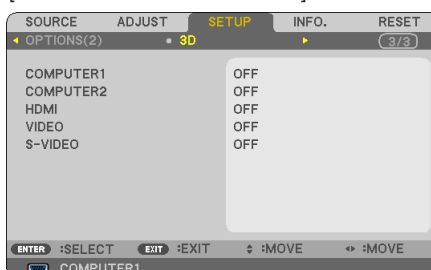 SOURCE ADJUST SETUP INFO. RESET
OPTIONS(2) 3D 3/3
COMPUTER1 OFF
COMPUTER2 OFF
HDMI OFF
VIDEO OFF
S-VIDEO OFF
ENTER :SELECT EXIT :EXIT :MOVE :MOVE
COMPUTER1